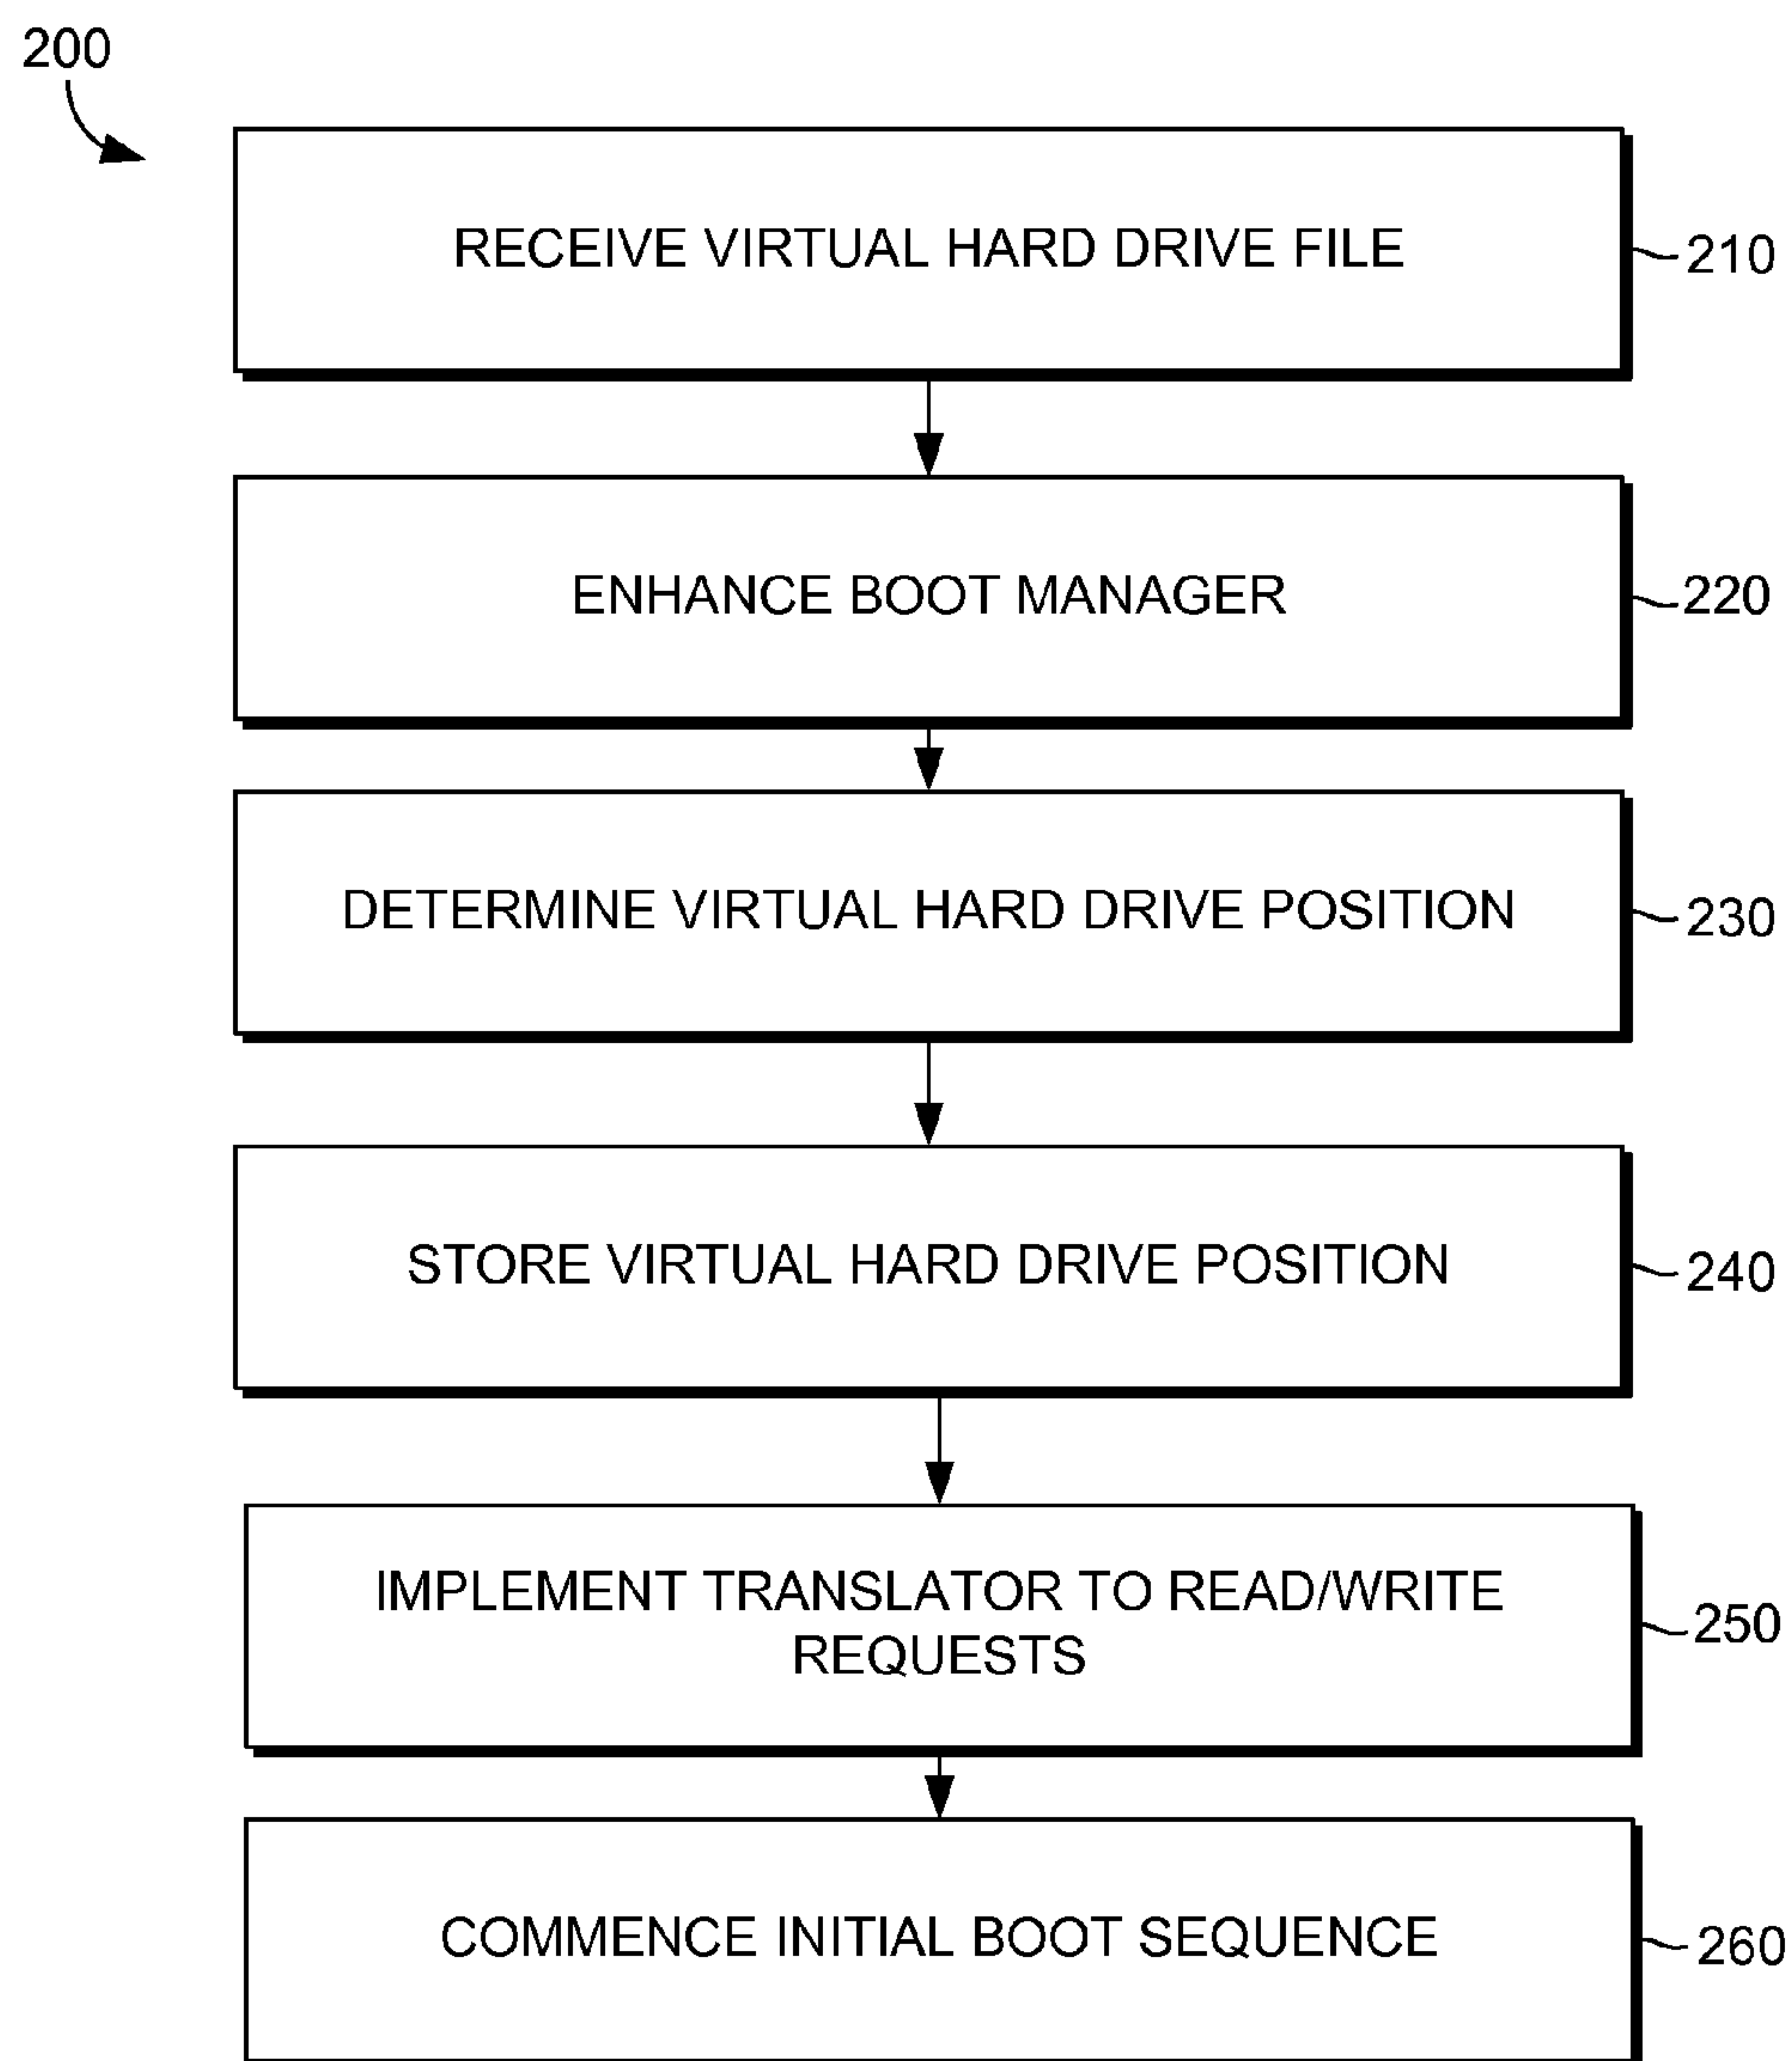 200
RECEIVE VIRTUAL HARD DRIVE FILE
210
ENHANCE BOOT MANAGER
220
DETERMINE VIRTUAL HARD DRIVE POSITION
230
STORE VIRTUAL HARD DRIVE POSITION
240
IMPLEMENT TRANSLATOR TO READ/WRITE
REQUESTS
250
COMMENCE INITIAL BOOT SEQUENCE
260